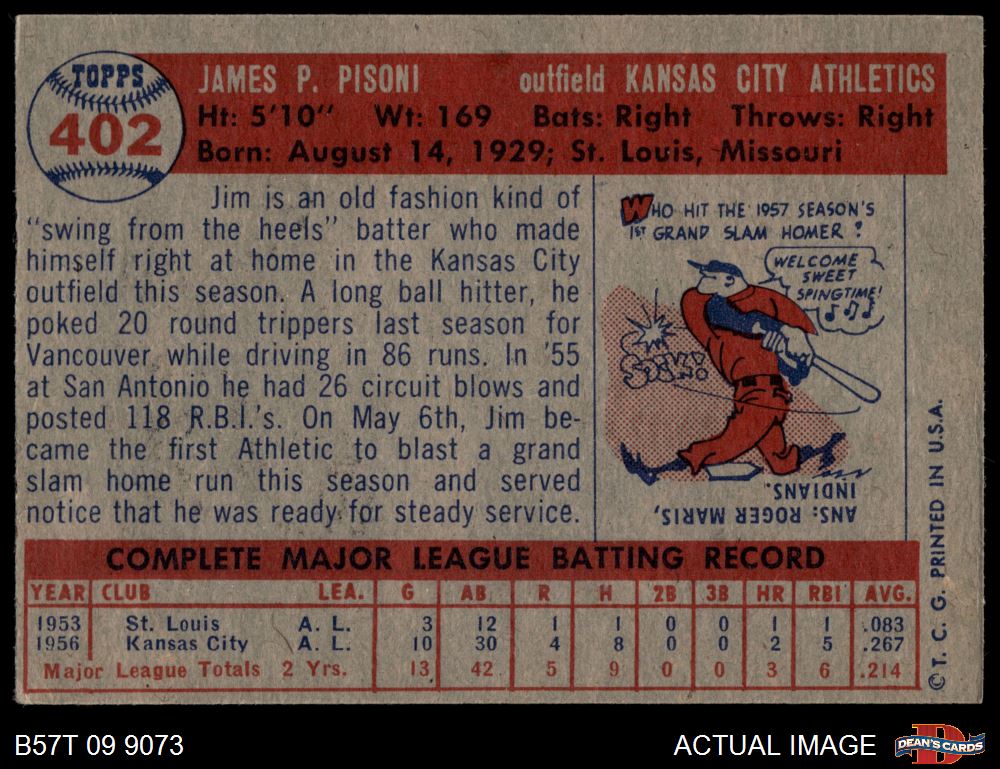 TOPPS
402
JAMES P. PISONI outfield KANSAS CITY ATHLETICS
Ht: 5'10" Wt: 169 Bats: Right Throws: Right
Born: August 14, 1929; St. Louis, Missouri
Jim is an old fashion kind of
"swing from the heels" batter who made
himself right at home in the Kansas City
outfield this season. A long ball hitter, he
poked 20 round trippers last season for
Vancouver while driving in 86 runs. In '55
at San Antonio he had 26 circuit blows and
posted 118 R.B.I.'s. On May 6th, Jim be-
came the first Athletic to blast a grand
slam home run this season and served
notice that he was ready for steady service.
WHO HIT THE 1957 SEASON'S
1ST GRAND SLAM HOMER?
WELCOME
SWEET
SPINGTIME!
ANS: ROGER MARIS,
INDIANS.
COMPLETE MAJOR LEAGUE BATTING RECORD
YEAR CLUB LEA. G AB R H 2B 3B HR RBI AVG.
1953 St. Louis A. L. 3 12 1 1 0 0 1 1 .083
1956 Kansas City A. L. 10 30 4 8 0 0 2 5 .267
Major League Totals 2 Yrs. 13 42 5 9 0 0 3 6 .214
©T. C. G. PRINTED IN U.S.A.
B57T 09 9073
ACTUAL IMAGE
D
DEAN'S CARDS